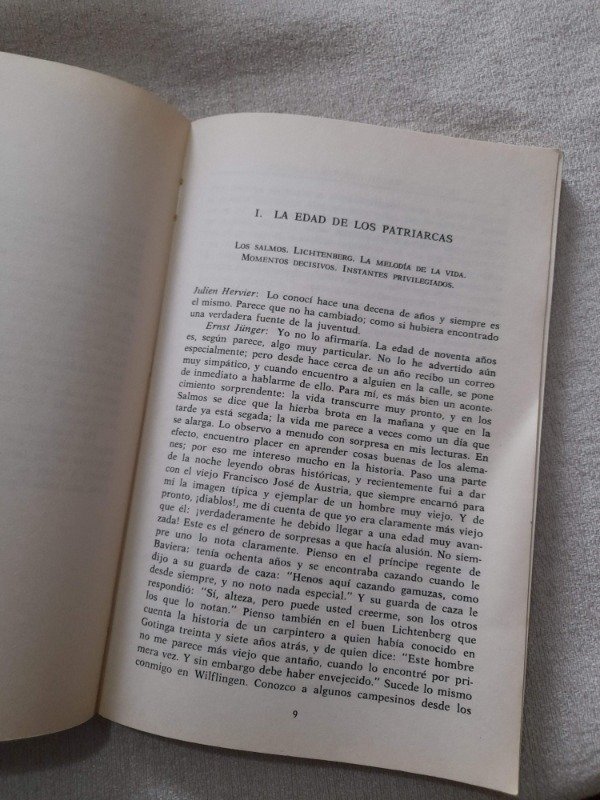 I. LA EDAD DE LOS PATRIARCAS
LOS SALMOS. LICHTENBERG. LA MELODÍA DE LA VIDA.
MOMENTOS DECISIVOS. INSTANTES PRIVILEGIADOS.
Julien Hervier: Lo conocí hace una decena de años y siempre es
el mismo. Parece que no ha cambiado; como si hubiera encontrado
una verdadera fuente de la juventud.
Ernst Jünger: Yo no lo afirmaría. La edad de noventa años
es, según parece, algo muy particular. No lo he advertido aún
especialmente; pero desde hace cerca de un año recibo un correo
muy simpático, y cuando encuentro a alguien en la calle, se pone
de inmediato a hablarme de ello. Para mí, es más bien un aconte-
cimiento sorprendente: la vida transcurre muy pronto, y en los
Salmos se dice que la hierba brota en la mañana y que en la
tarde ya está segada; la vida me parece a veces como un día que
se alarga. Lo observo a menudo con sorpresa en mis lecturas. En
efecto, encuentro placer en aprender cosas buenas de los alema-
nes; por eso me intereso mucho en la historia. Paso una parte
de la noche leyendo obras históricas, y recientemente fui a dar
con el viejo Francisco José de Austria, que siempre encarnó para
mí la imagen típica y ejemplar de un hombre muy viejo. Y de
pronto, ¡diablos!, me di cuenta de que yo era claramente más viejo
que él: ¡verdaderamente he debido llegar a una edad muy avan-
zada! Este es el género de sorpresas a que hacía alusión. No siem-
pre uno lo nota claramente. Pienso en el príncipe regente de
Baviera: tenía ochenta años y se encontraba cazando cuando le
dijo a su guarda de caza: "Henos aquí cazando gamuzas, como
desde siempre, y no noto nada especial." Y su guarda de caza le
respondió: "Sí, alteza, pero puede usted creerme, son los otros
los que lo notan." Pienso también en el buen Lichtenberg que
cuenta la historia de un carpintero a quien había conocido en
Gotinga treinta y siete años atrás, y de quien dice: "Este hombre
no me parece más viejo que antaño, cuando lo encontré por pri-
mera vez. Y sin embargo debe haber envejecido." Sucede lo mismo
conmigo en Wilflingen. Conozco a algunos campesinos desde los
9